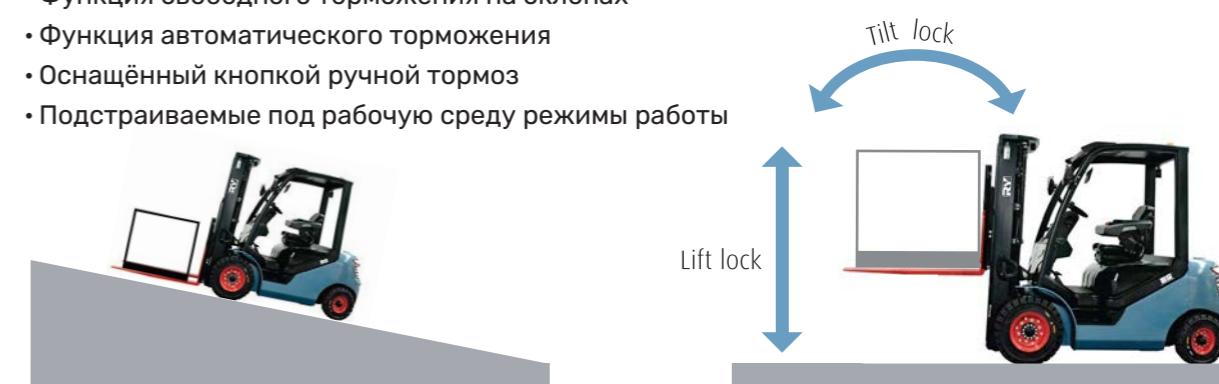 • Функция автоматического торможения
• Оснащённый кнопкой ручной тормоз
• Подстраиваемые под рабочую среду режимы работы
Tilt lock
Lift lock